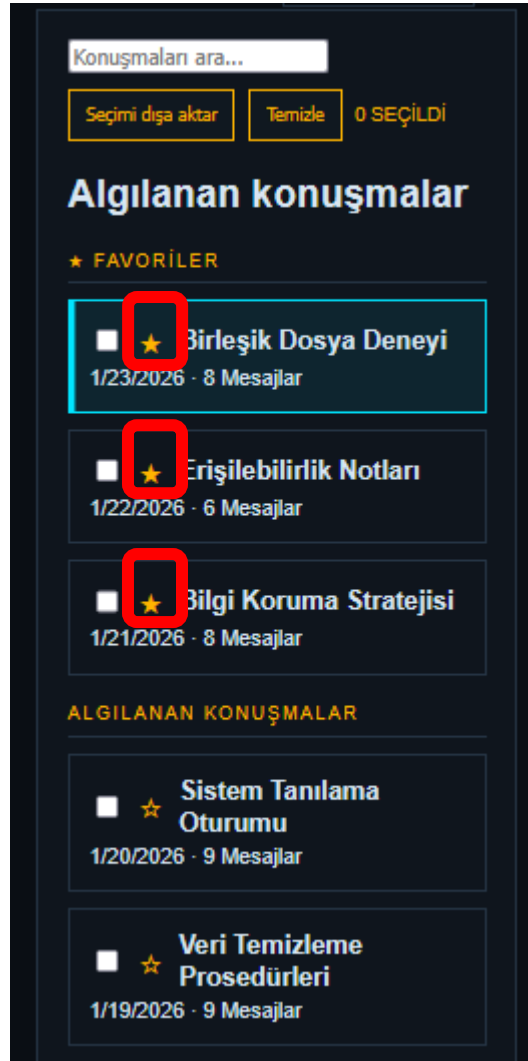 Konuşmaları ara...
Seçimi dışa aktar Temizle 0 SEÇİLDİ
Algılanan konuşmalar
★ FAVORİLER
★ Birleşik Dosya Deneyi
1/23/2026 · 8 Mesajlar
★ Erişilebilirlik Notları
1/22/2026 · 6 Mesajlar
★ Bilgi Koruma Stratejisi
1/21/2026 · 8 Mesajlar
ALGILANAN KONUŞMALAR
☆ Sistem Tanılama
Oturumu
1/20/2026 · 9 Mesajlar
☆ Veri Temizleme
Prosedürleri
1/19/2026 · 9 Mesajlar